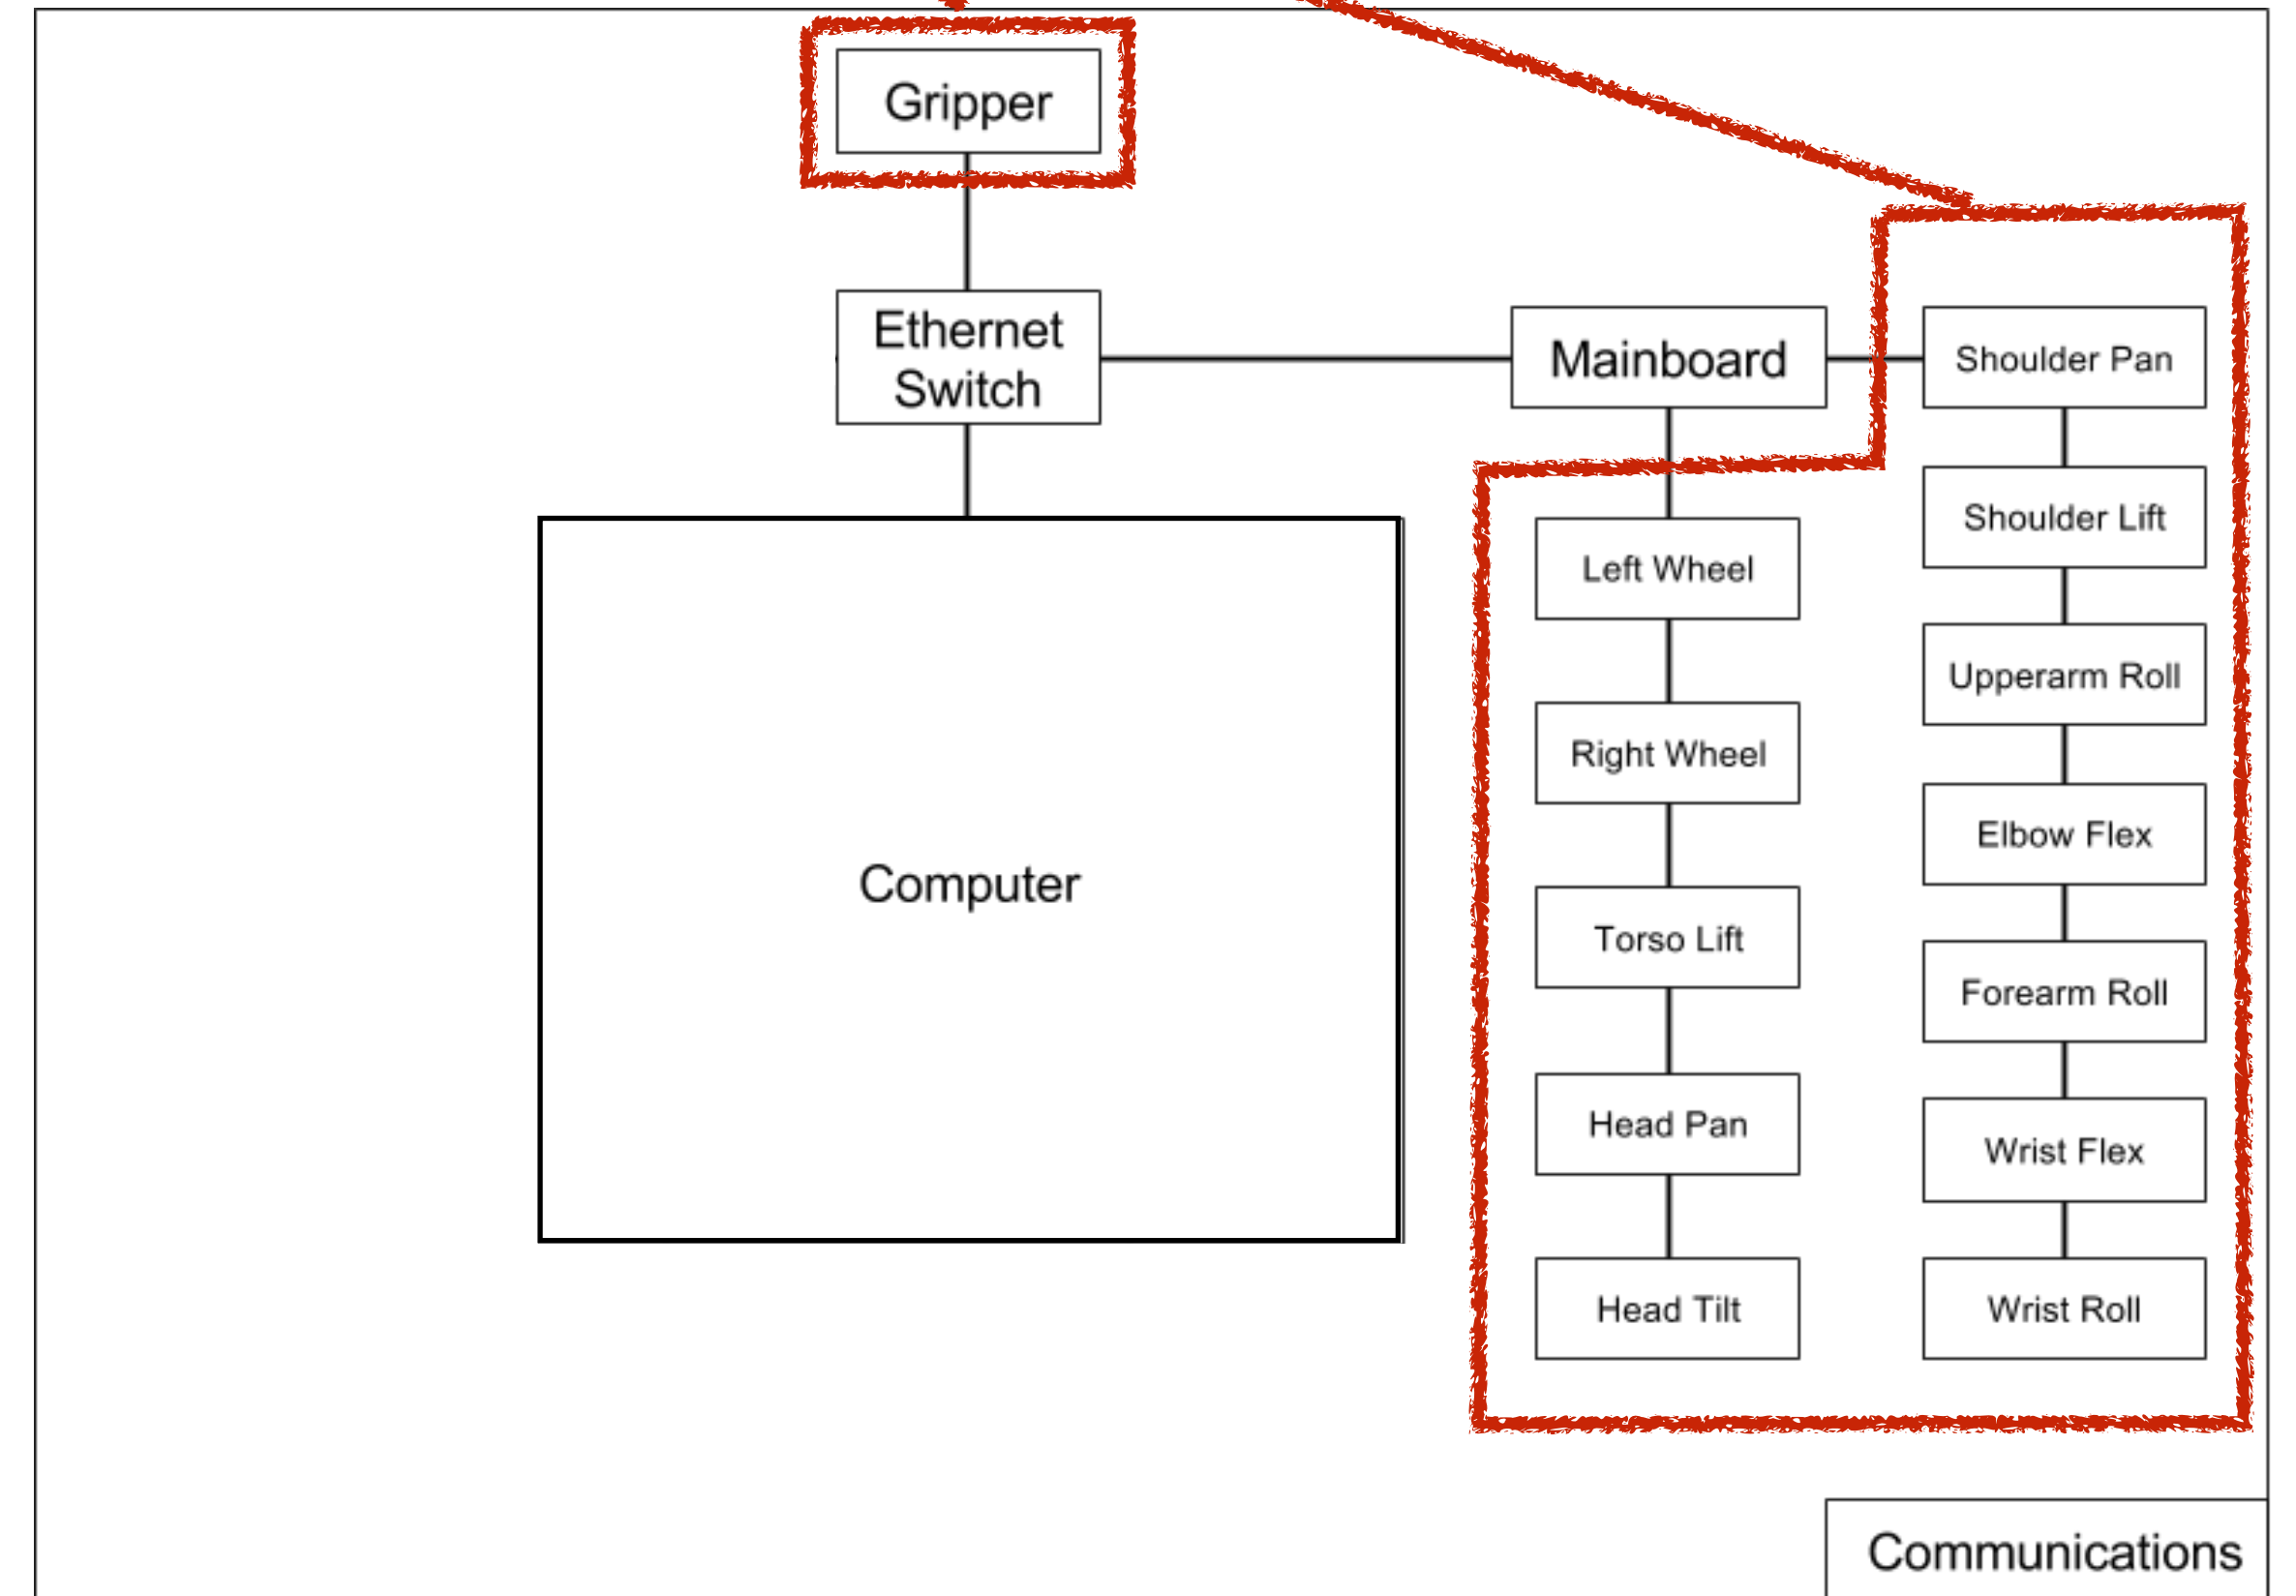 Gripper
Ethernet
Switch
Mainboard
Shoulder Pan
Shoulder Lift
Upperarm Roll
Elbow Flex
Forearm Roll
Wrist Flex
Wrist Roll
Left Wheel
Right Wheel
Torso Lift
Head Pan
Head Tilt
Computer
Communications